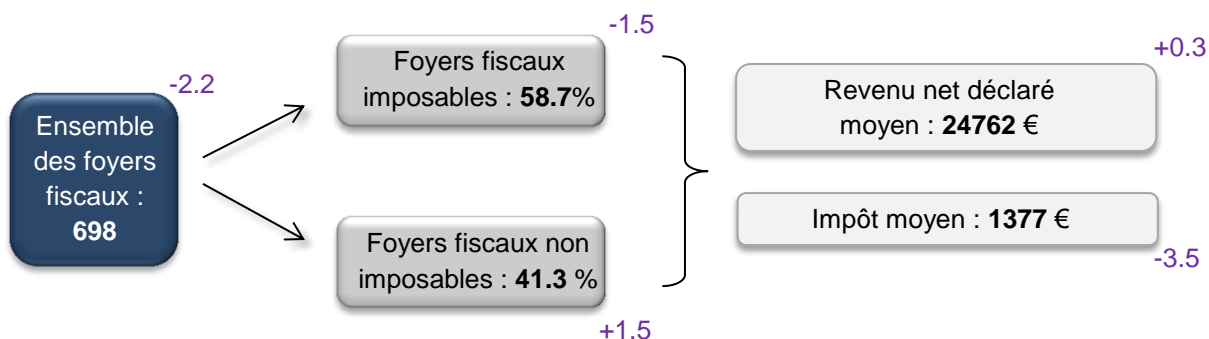 -2.2
Ensemble
des foyers
fiscaux :
698
-1.5
Foyers fiscaux
imposables : 58.7%
Foyers fiscaux non
imposables : 41.3 %
+1.5
+0.3
Revenu net déclaré
moyen : 24762 €
Impôt moyen : 1377 €
-3.5